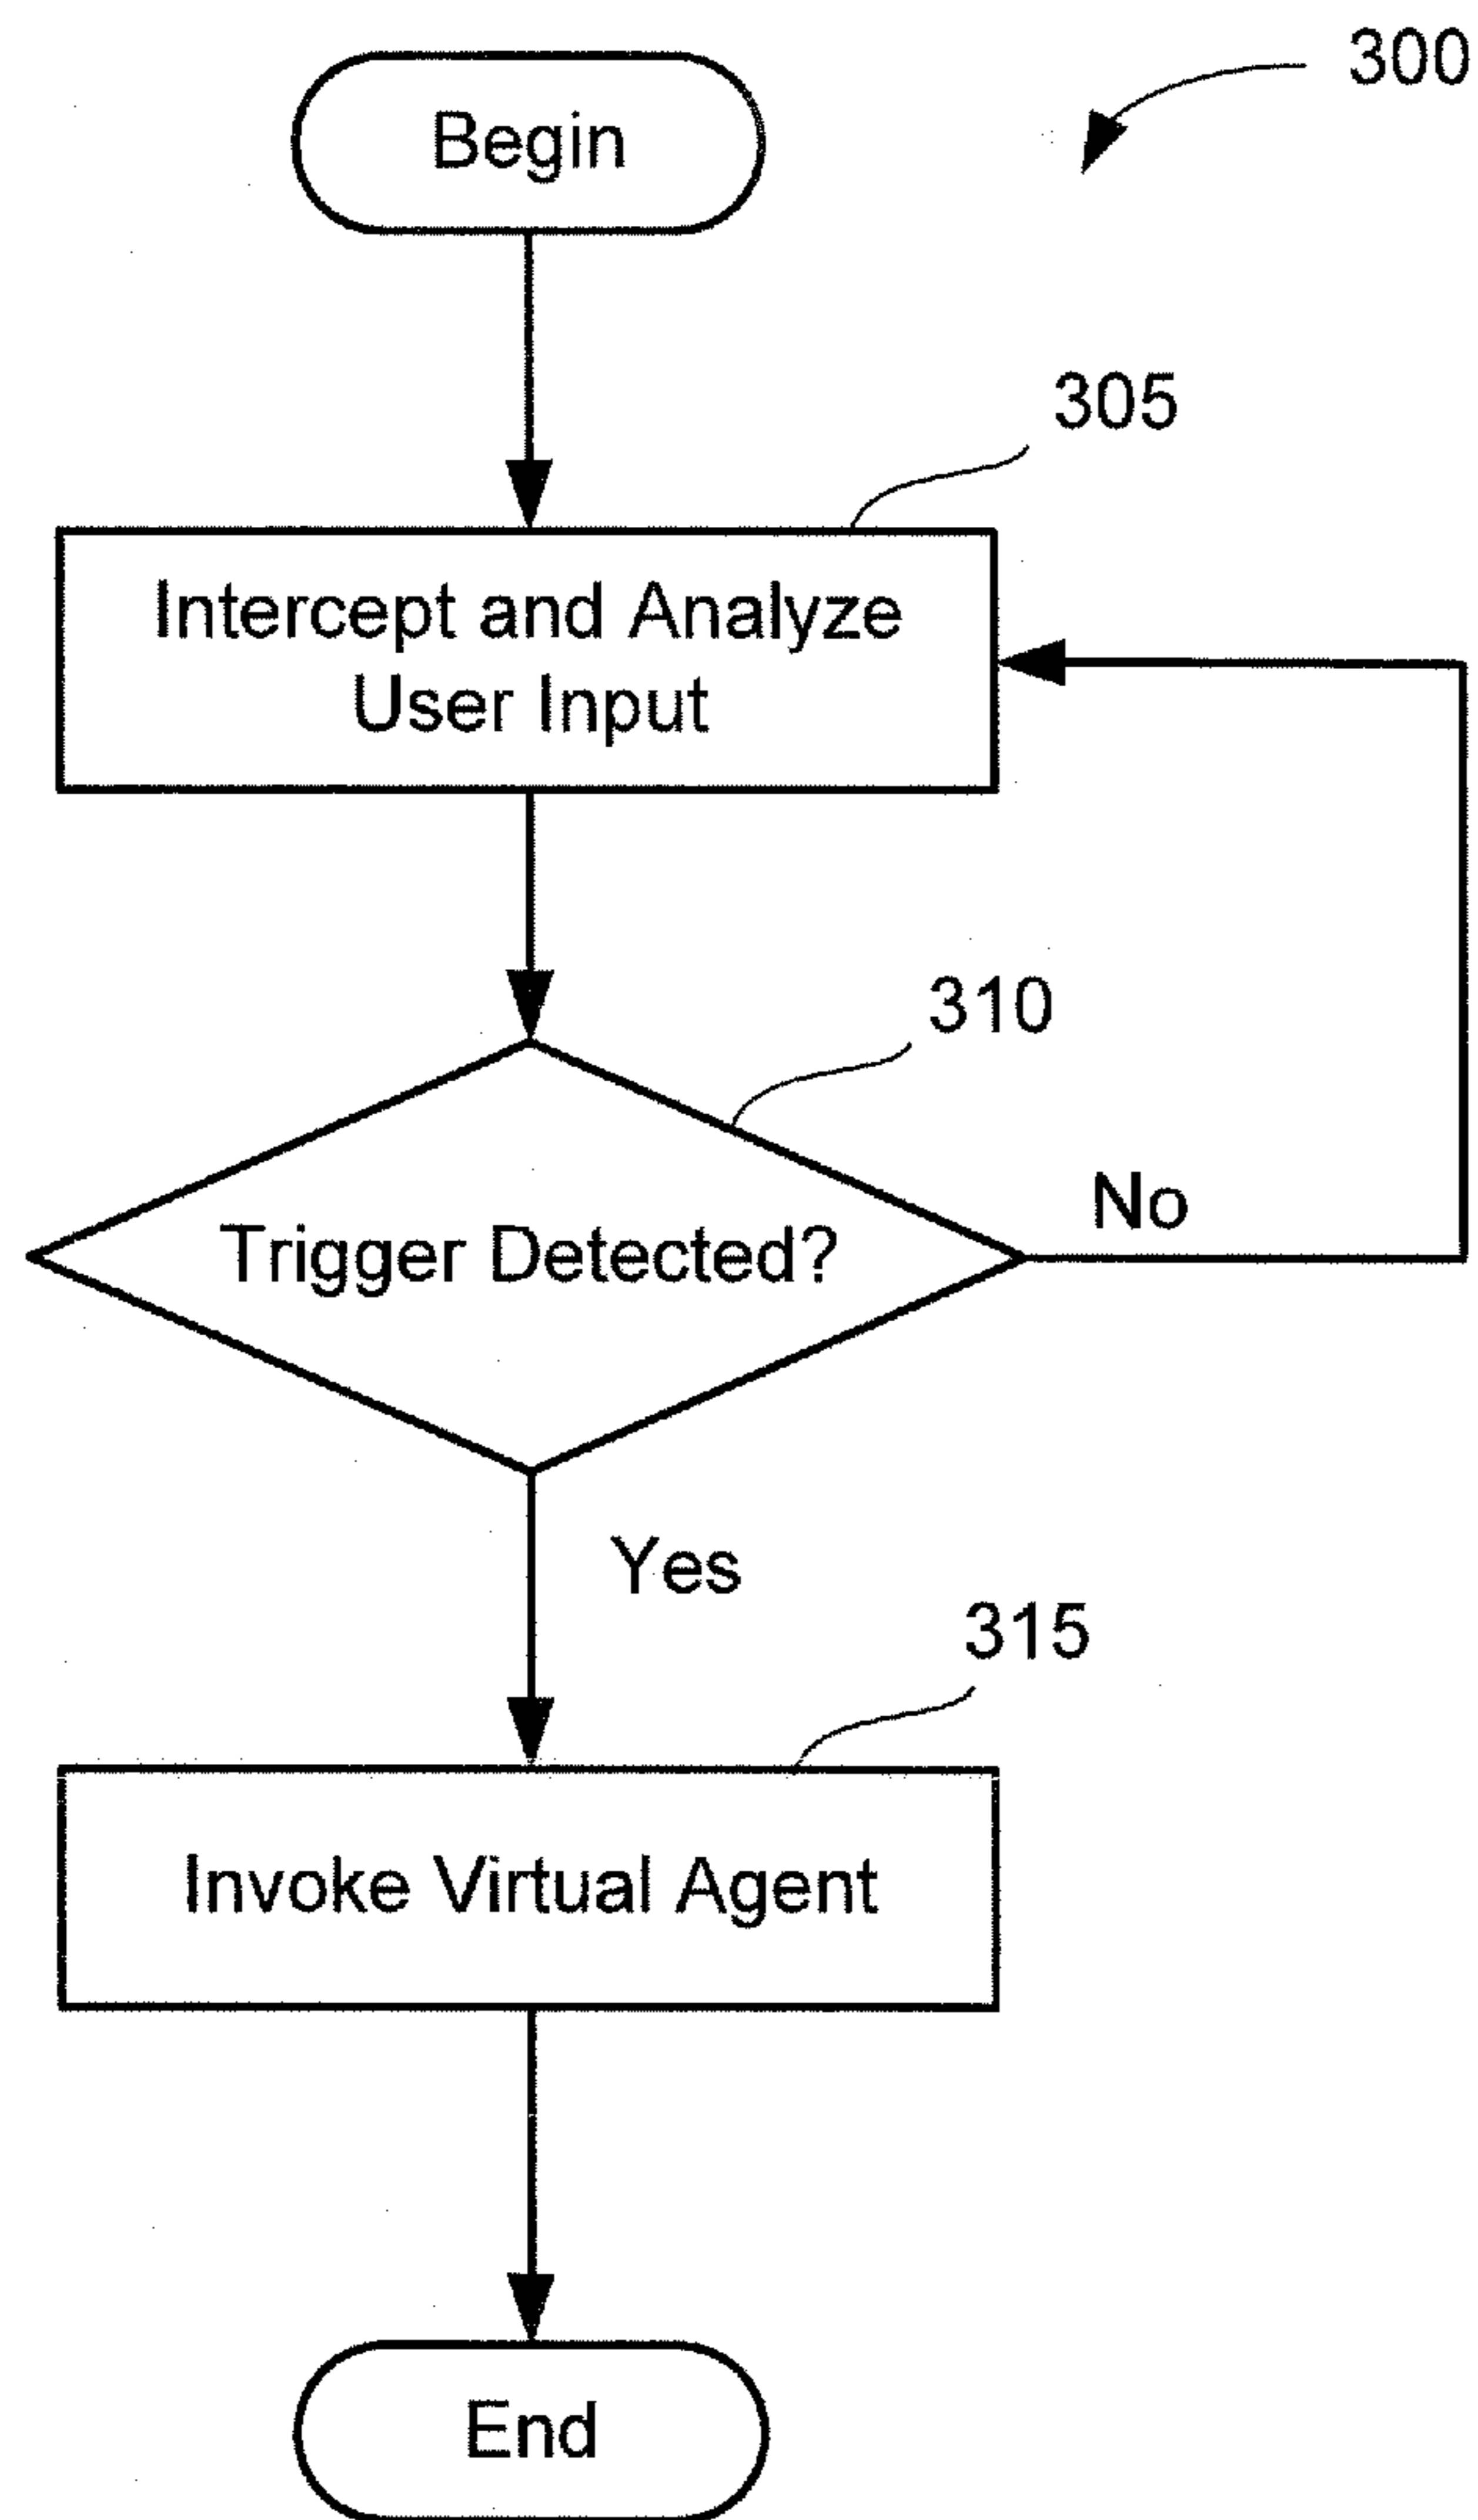 Begin
300
305
Intercept and Analyze
User Input
310
Trigger Detected?
No
Yes
315
Invoke Virtual Agent
End